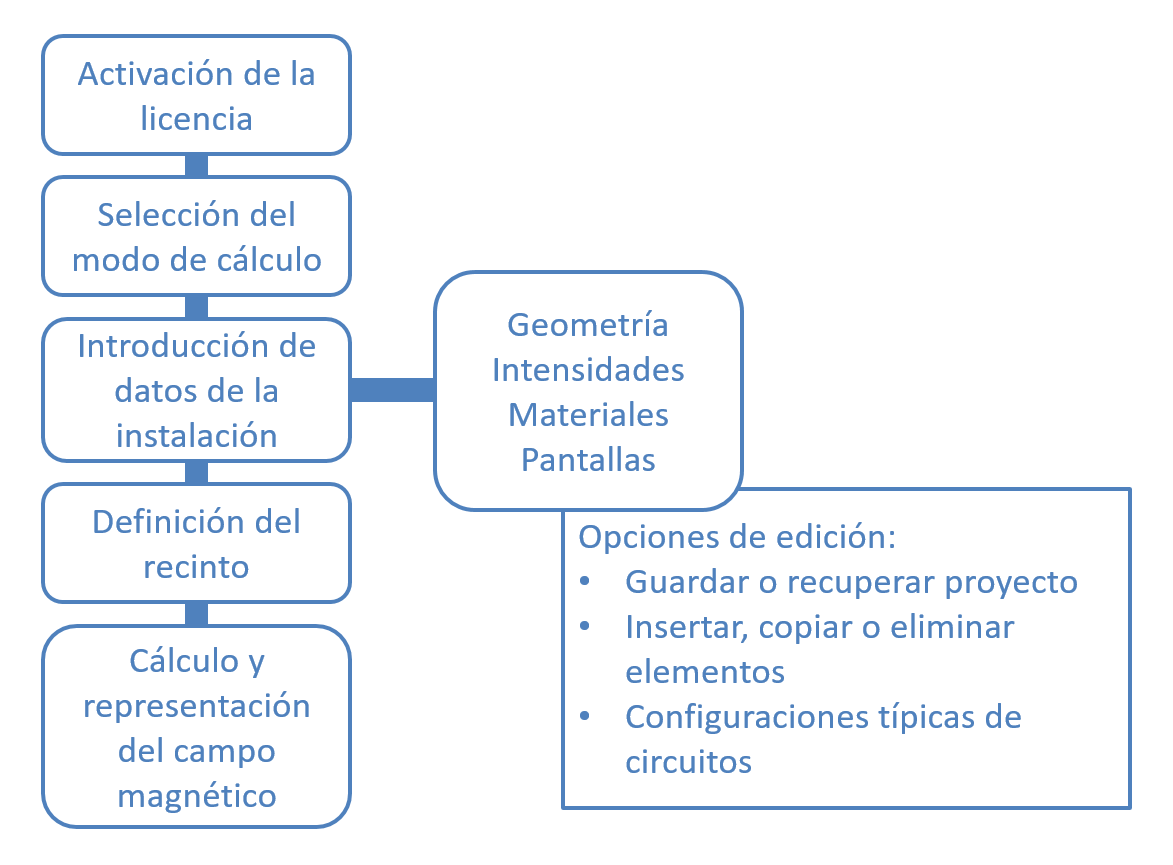 Activación de la
licencia
Selección del
modo de cálculo
Introducción de
datos de la
instalación
Geometría
Intensidades
Materiales
Pantallas
Definición del
recinto
Opciones de edición:
• Guardar o recuperar proyecto
• Insertar, copiar o eliminar
elementos
• Configuraciones típicas de
circuitos
Cálculo y
representación
del campo
magnético